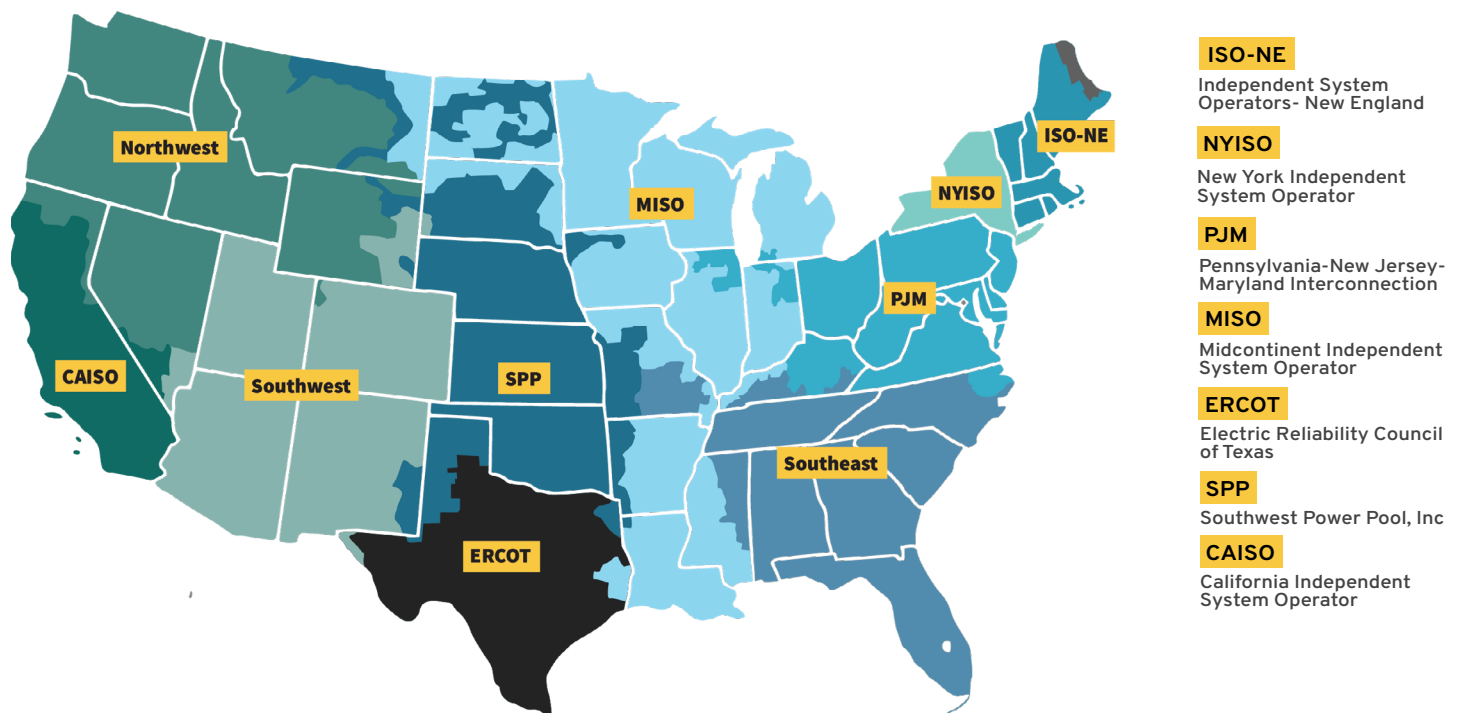 Northwest
MISO
ISO-NE
NYISO
PJM
CAISO
Southwest
SPP
Southeast
ERCOT
ISO-NE
Independent System
Operators- New England
NYISO
New York Independent
System Operator
PJM
Pennsylvania-New Jersey-
Maryland Interconnection
MISO
Midcontinent Independent
System Operator
ERCOT
Electric Reliability Council
of Texas
SPP
Southwest Power Pool, Inc
CAISO
California Independent
System Operator